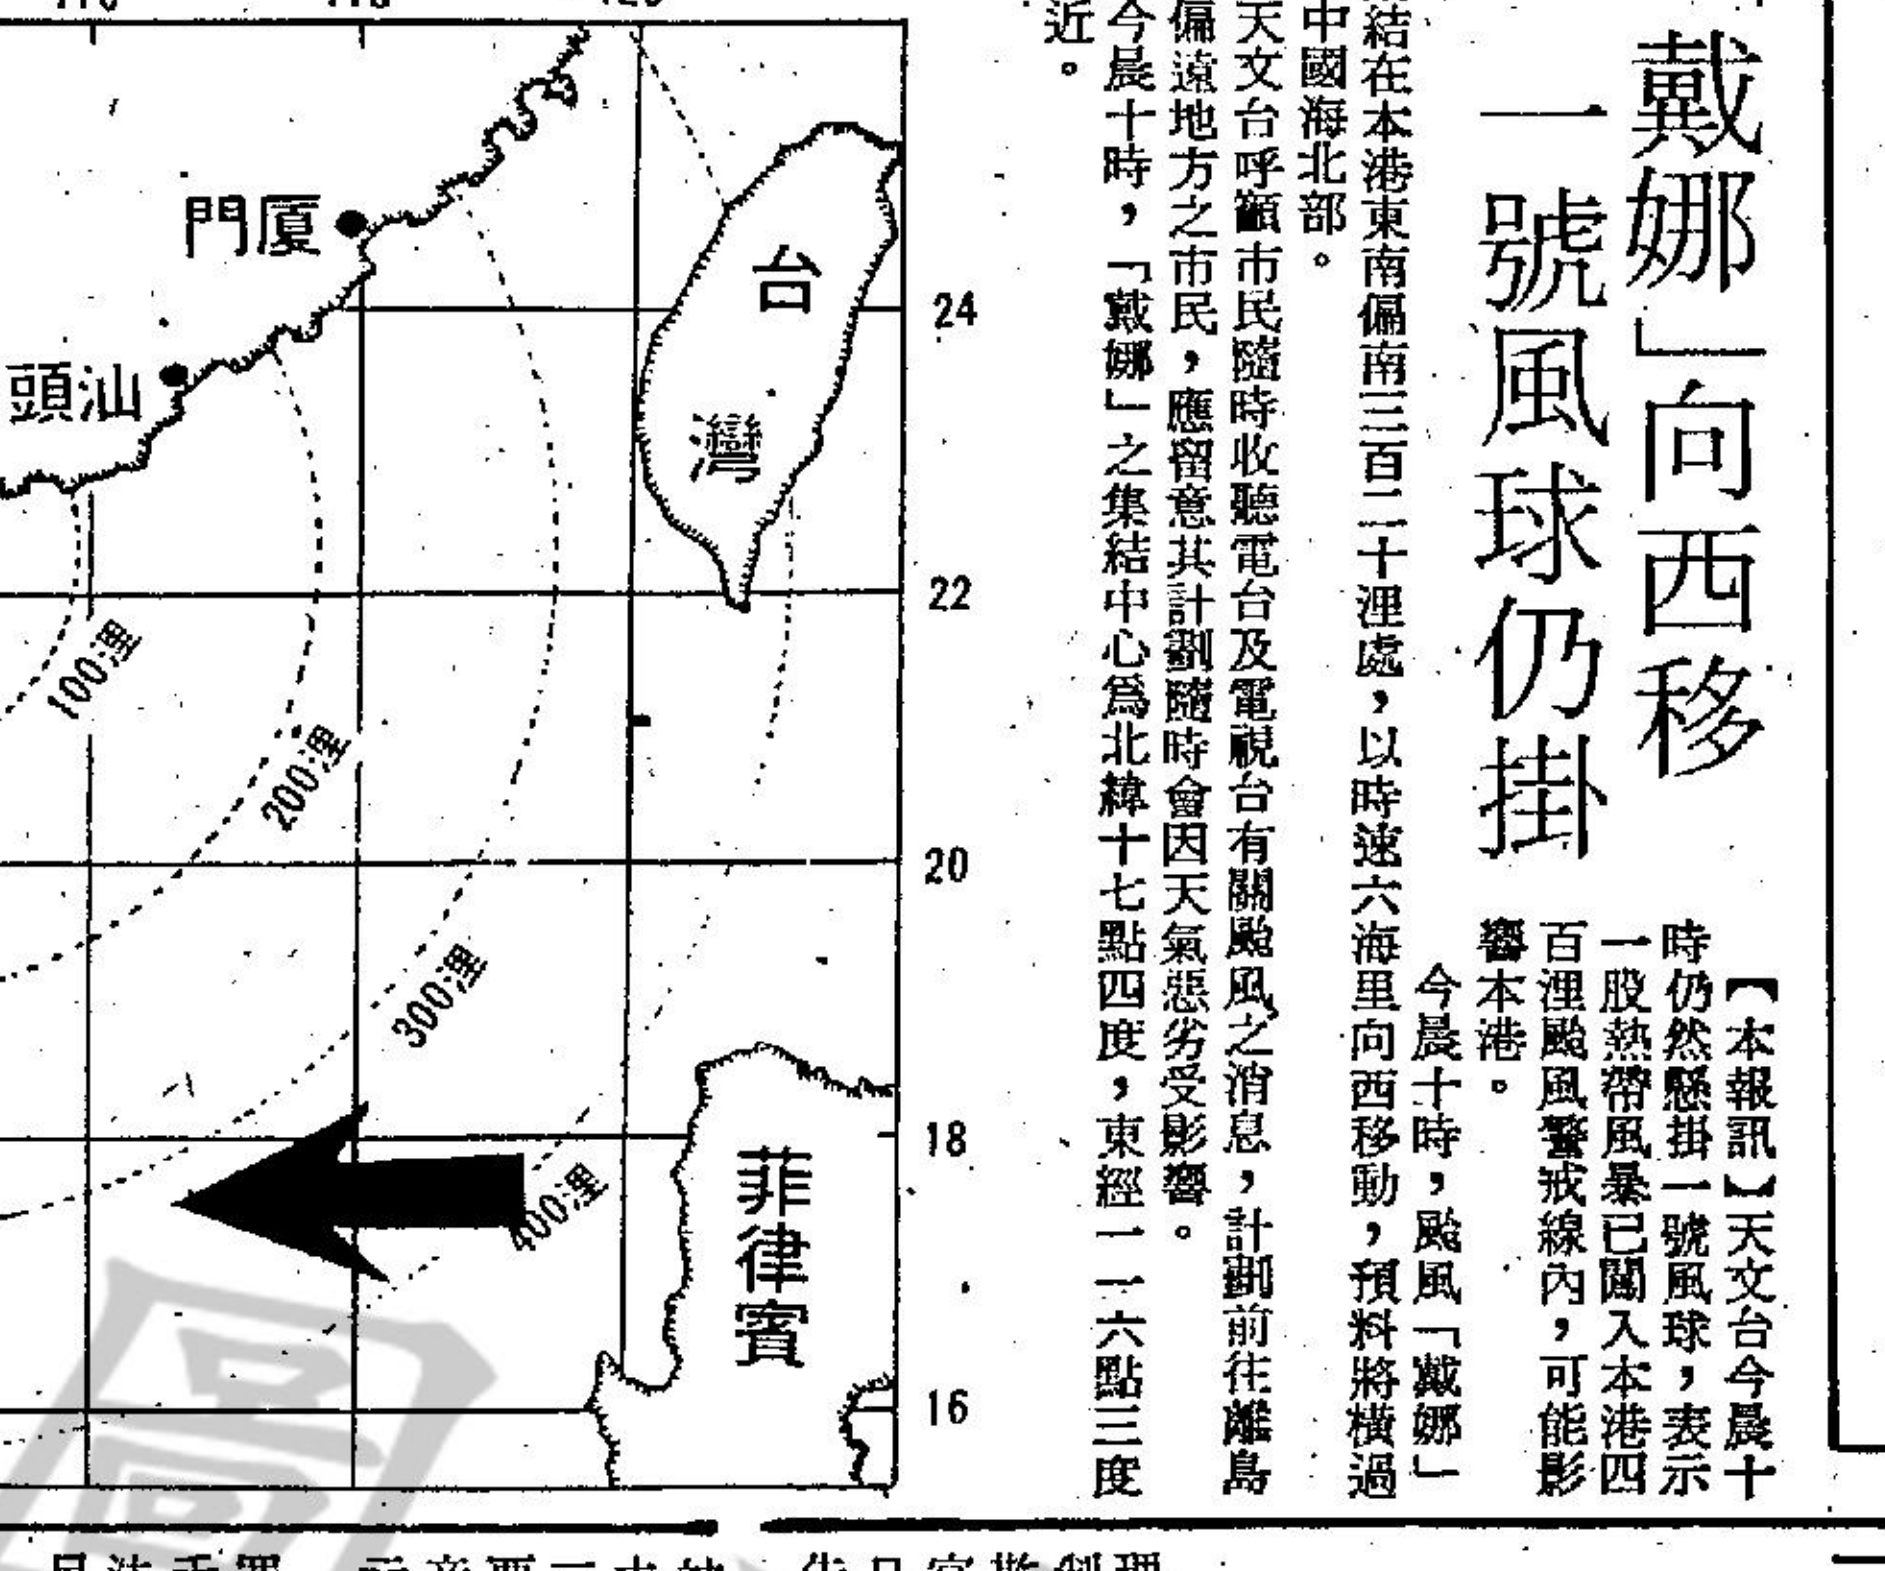 戴娜」向西移
一號風球仍掛
【本報訊】天文台今晨十
時仍然懸掛一號風球，表示
一股熱帶風暴已闖入本港四
百浬颱風警戒線內，可能影
響本港。
今晨十時，颱風「戴娜」
結在本港東南偏南三百二十浬處，以時速六海里向西移動，預料將橫過
中國海北部。
天文台呼籲市民隨時收聽電台及電視台有關颱風之消息，計劃前往離島
偏遠地方之市民，應留意其計劃隨時會因天氣惡劣受影響。
今晨十時，「戴娜」之集結中心爲北緯十七點四度，東經一一六點三度
近。
門厦
頭汕
台
灣
菲律賓
24
22
20
18
16
100浬
200浬
300浬
400浬
圖